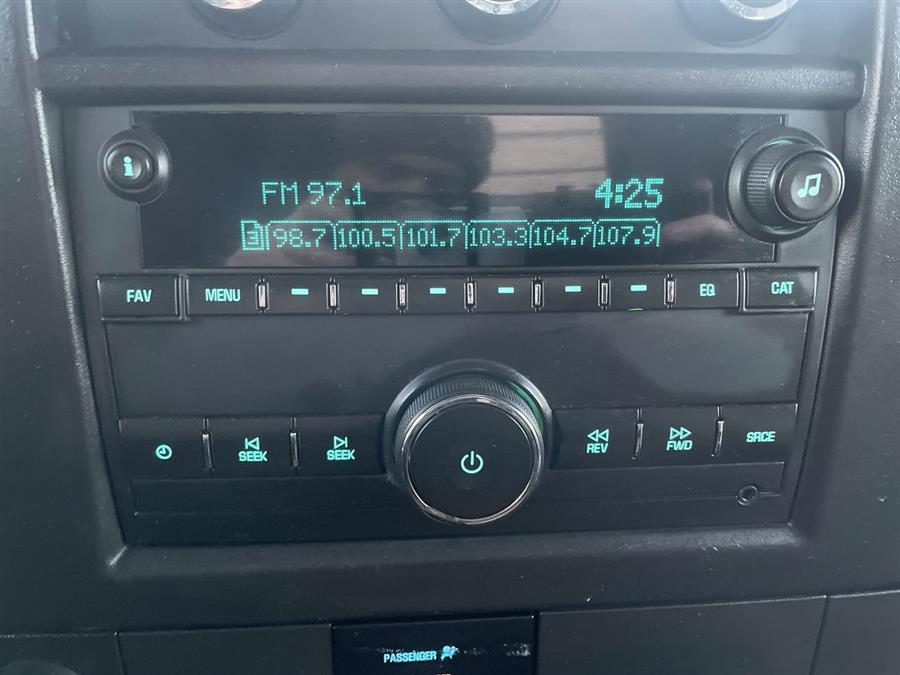 FM 97.1 4:25
3 98.7 100.5 101.7 103.3 104.7 107.9
FAV MENU EQ CAT
SEEK SEEK REV FWD SRCE
PASSENGER